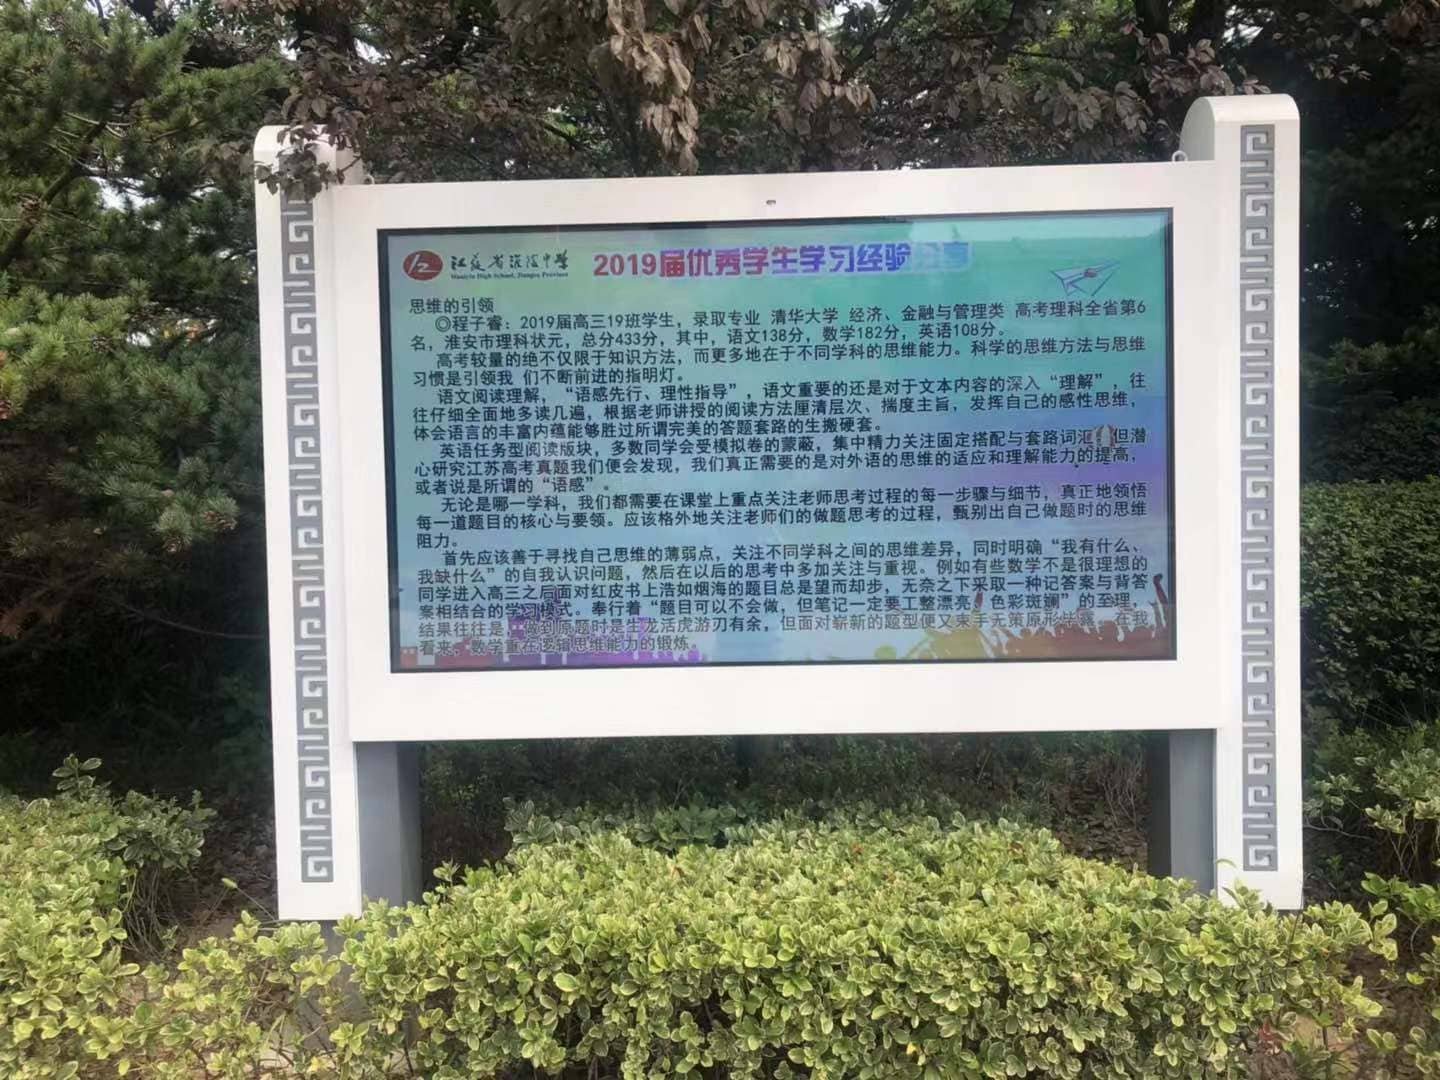 江苏省淮阴中学
Huaiyin High School, Jiangsu Province
2019届优秀学生学习经验分享
思维的引领
◎程子睿：2019届高三19班学生，录取专业 清华大学 经济、金融与管理类 高考理科全省第6
名，淮安市理科状元，总分433分，其中，语文138分，数学182分，英语108分。
高考较量的绝不仅限于知识方法，而更多地在于不同学科的思维能力。科学的思维方法与思维
习惯是引领我 们不断前进的指明灯。
语文阅读理解，“语感先行、理性指导”，语文重要的还是对于文本内容的深入“理解”，往
往仔细全面地多读几遍，根据老师讲授的阅读方法厘清层次、揣度主旨，发挥自己的感性思维，
体会语言的丰富内蕴能够胜过所谓完美的答题套路的生搬硬套。
英语任务型阅读版块，多数同学会受模拟卷的蒙蔽，集中精力关注固定搭配与套路词汇 但潜
心研究江苏高考真题我们便会发现，我们真正需要的是对外语的思维的适应和理解能力的提高，
或者说是所谓的“语感”。
无论是哪一学科，我们都需要在课堂上重点关注老师思考过程的每一步骤与细节，真正地领悟
每一道题目的核心与要领。应该格外地关注老师们的做题思考的过程，甄别出自己做题时的思维
阻力。
首先应该善于寻找自己思维的薄弱点，关注不同学科之间的思维差异，同时明确“我有什么、
我缺什么”的自我认识问题，然后在以后的思考中多加关注与重视。例如有些数学不是很理想的
同学进入高三之后面对红皮书上浩如烟海的题目总是望而却步，无奈之下采取一种记答案与背答
案相结合的学习模式。奉行着“题目可以不会做，但笔记一定要工整漂亮、色彩斑斓”的至理，
结果往往是，做到原题时是生龙活虎游刃有余，但面对崭新的题型便又束手无策原形毕露。在我
看来，数学重在逻辑思维能力的锻炼。